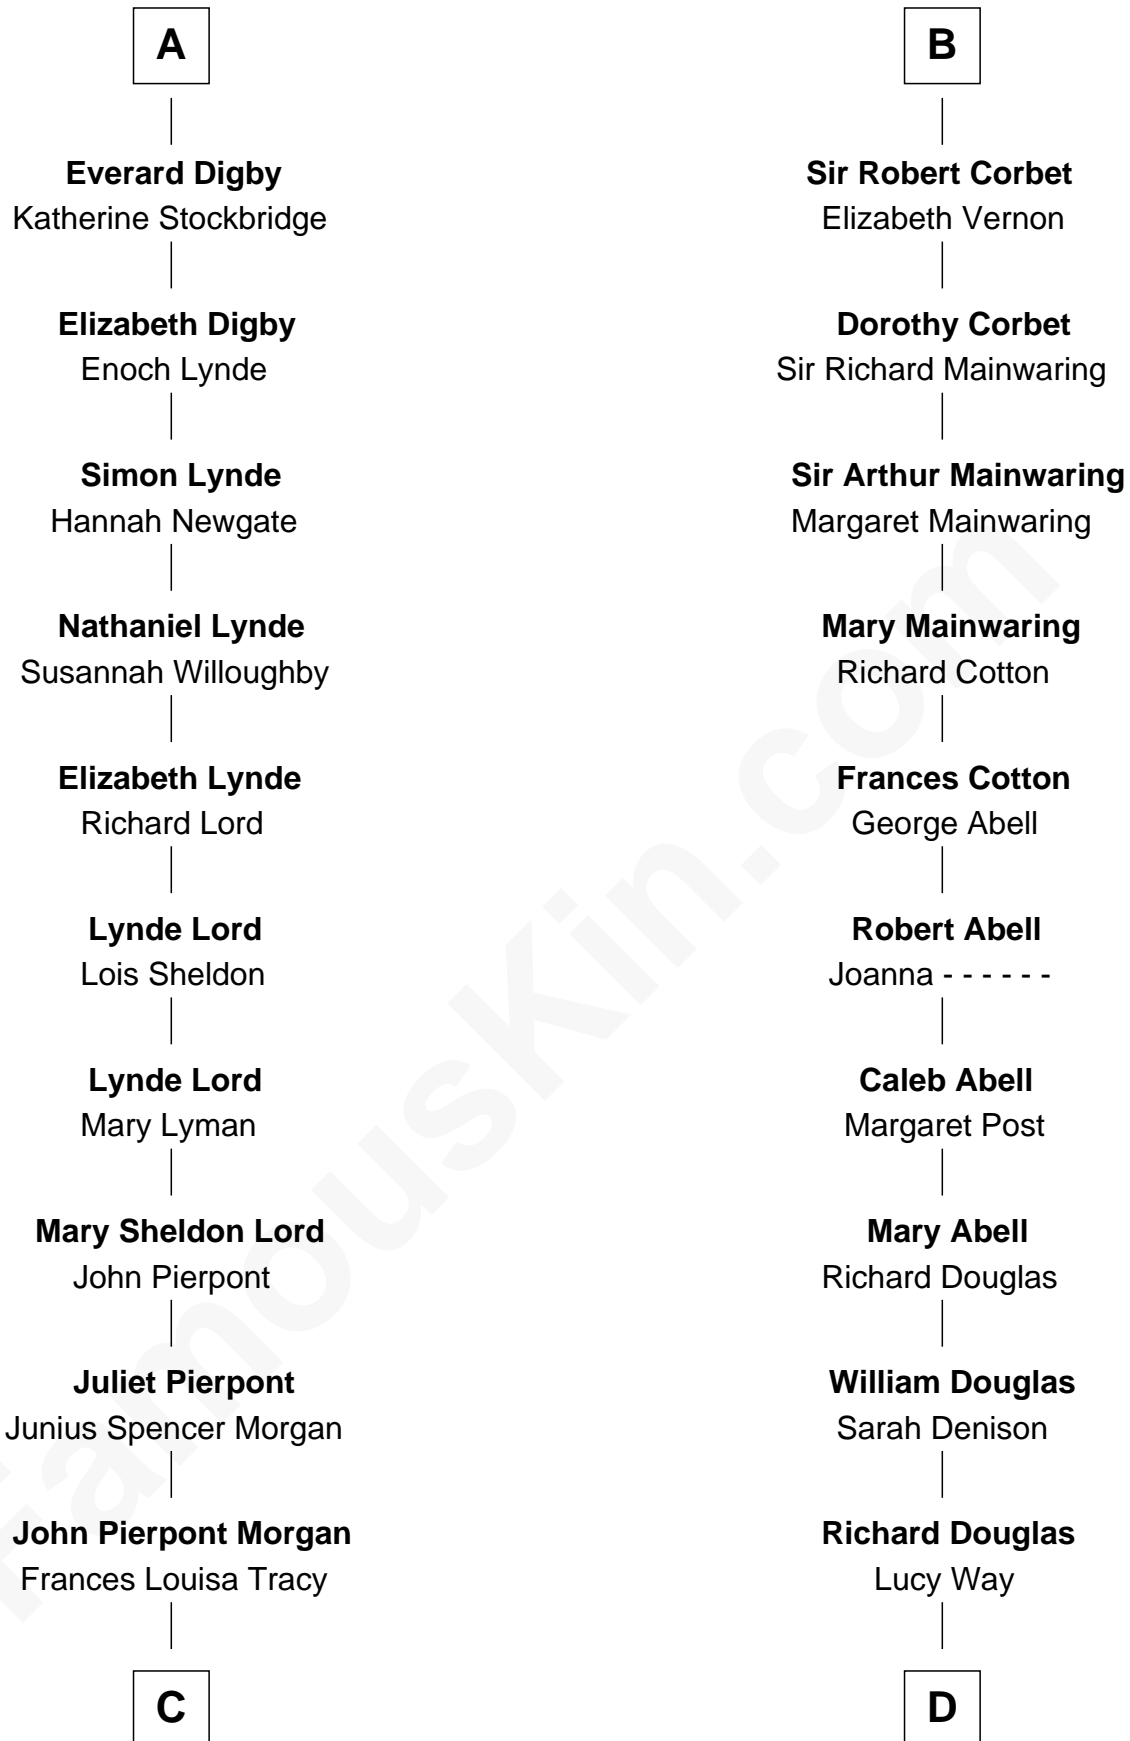 A
Everard Digby
Katherine Stockbridge
Elizabeth Digby
Enoch Lynde
Simon Lynde
Hannah Newgate
Nathaniel Lynde
Susannah Willoughby
Elizabeth Lynde
Richard Lord
Lynde Lord
Lois Sheldon
Lynde Lord
Mary Lyman
Mary Sheldon Lord
John Pierpont
Juliet Pierpont
Junius Spencer Morgan
John Pierpont Morgan
Frances Louisa Tracy
C
B
Sir Robert Corbet
Elizabeth Vernon
Dorothy Corbet
Sir Richard Mainwaring
Sir Arthur Mainwaring
Margaret Mainwaring
Mary Mainwaring
Richard Cotton
Frances Cotton
George Abell
Robert Abell
Joanna - - - - - -
Caleb Abell
Margaret Post
Mary Abell
Richard Douglas
William Douglas
Sarah Denison
Richard Douglas
Lucy Way
D
FamousKin.com